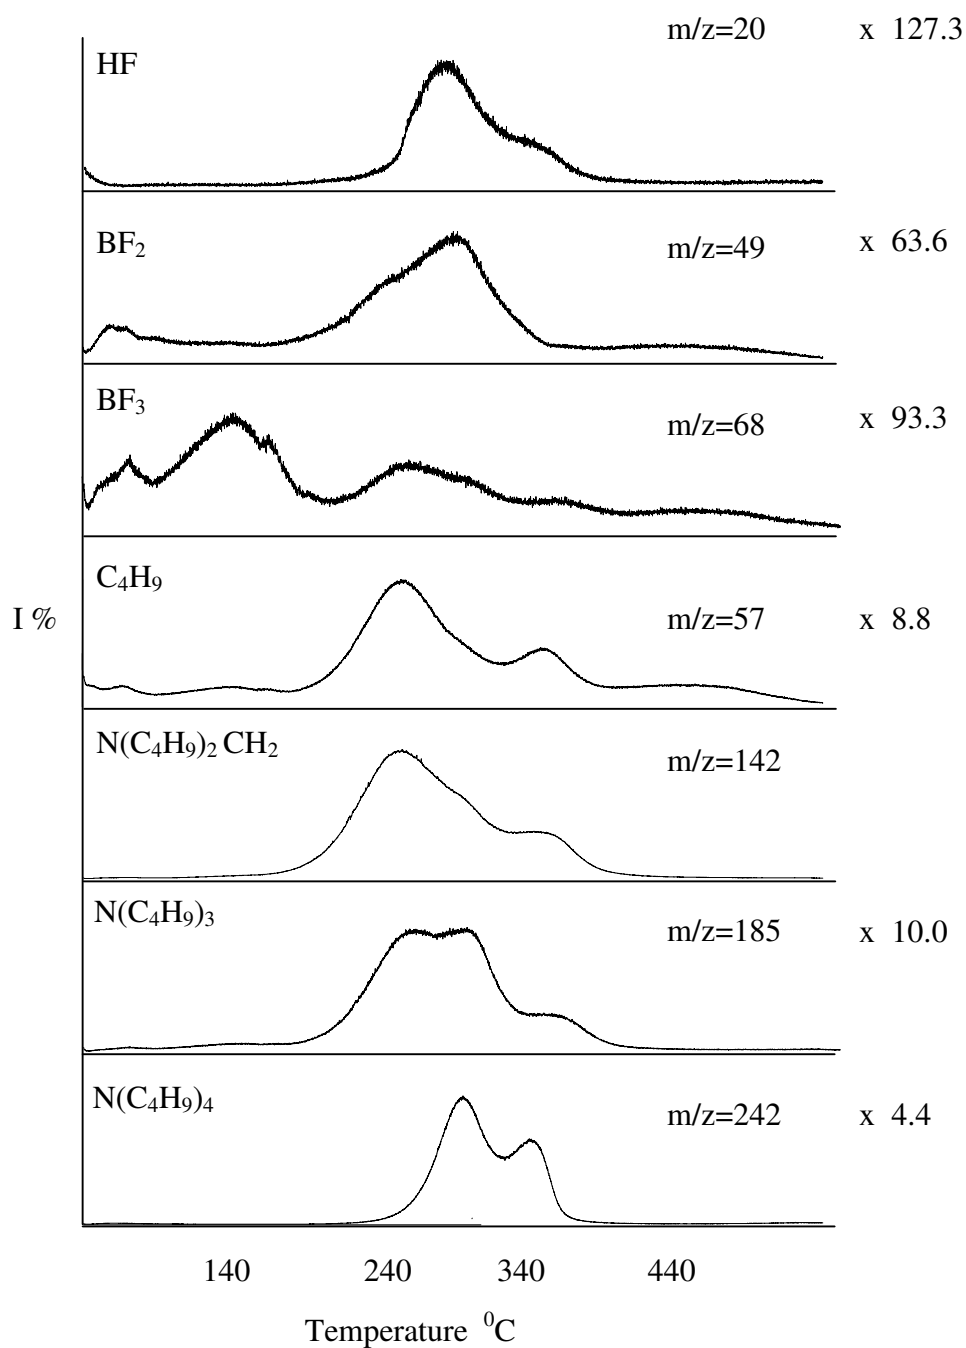 m/z=20 x 127.3
HF
BF₂ m/z=49 x 63.6
BF₃ m/z=68 x 93.3
C₄H₉
I % m/z=57 x 8.8
N(C₄H₉)₂ CH₂ m/z=142
N(C₄H₉)₃ m/z=185 x 10.0
N(C₄H₉)₄ m/z=242 x 4.4
140 240 340 440
Temperature ⁰C